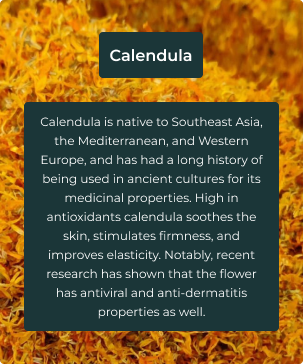 Calendula
Calendula is native to Southeast Asia,
the Mediterranean, and Western
Europe, and has had a long history of
being used in ancient cultures for its
medicinal properties. High in
antioxidants calendula soothes the
skin, stimulates firmness, and
improves elasticity. Notably, recent
research has shown that the flower
has antiviral and anti-dermatitis
properties as well.